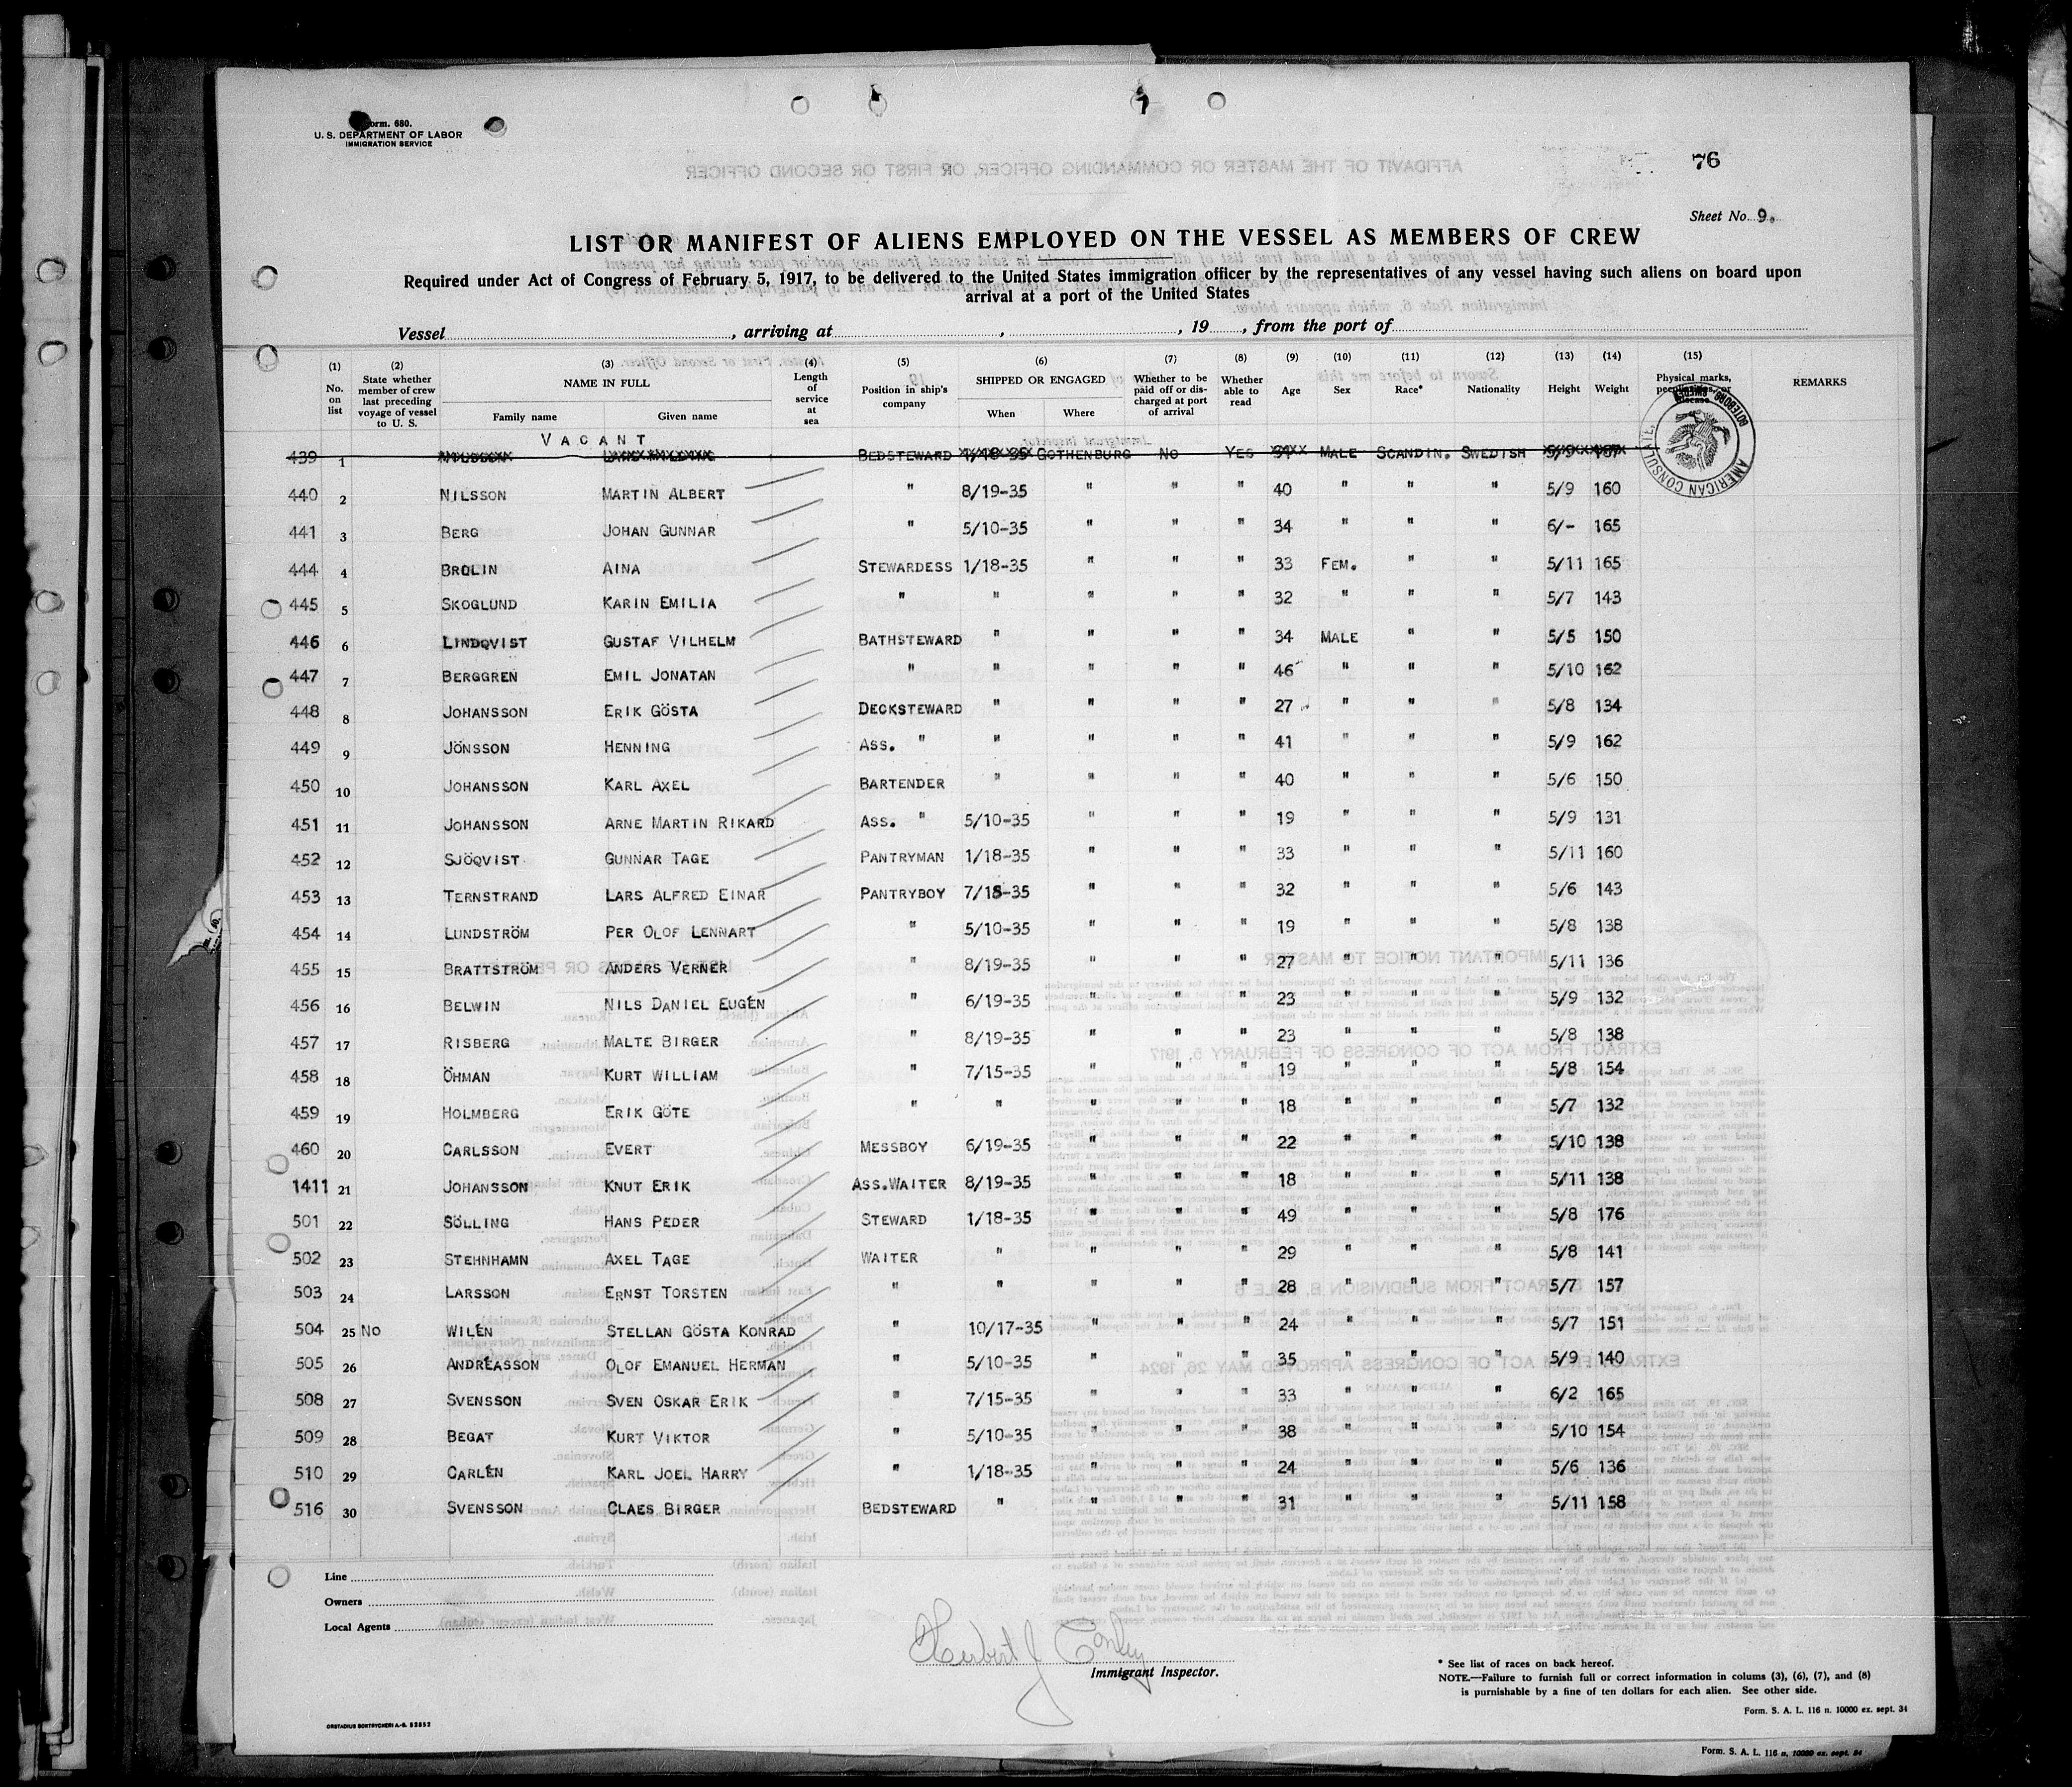 Form. 680.
U. S. DEPARTMENT OF LABOR
IMMIGRATION SERVICE
76
Sheet No. 9.
LIST OR MANIFEST OF ALIENS EMPLOYED ON THE VESSEL AS MEMBERS OF CREW
Required under Act of Congress of February 5, 1917, to be delivered to the United States immigration officer by the representatives of any vessel having such aliens on board upon
arrival at a port of the United States
Vessel , arriving at , , 19 , from the port of
(1) No. on list
(2) State whether member of crew last preceding voyage of vessel to U. S.
(3) NAME IN FULL
Family name Given name
(4) Length of service at sea
(5) Position in ship's company
(6) SHIPPED OR ENGAGED
When Where
(7) Whether to be paid off or discharged at port of arrival
(8) Whether able to read
(9) Age
(10) Sex
(11) Race*
(12) Nationality
(13) Height
(14) Weight
(15) Physical marks,
REMARKS
AMERICAN CONSULATE, GOTEBORG SWEDEN
VACANT
439 1 BEDSTEWARD 1/18-35 GOTHENBURG NO YES MALE SCANDIN. SWEDISH
440 2 NILSSON MARTIN ALBERT " 8/19-35 " " " 40 " " " 5/9 160
441 3 BERG JOHAN GUNNAR " 5/10-35 " " " 34 " " " 6/- 165
444 4 BROLIN AINA STEWARDESS 1/18-35 " " " 33 FEM. " " 5/11 165
445 5 SKOGLUND KARIN EMILIA " " " " " 32 " " " 5/7 143
446 6 LINDQVIST GUSTAF VILHELM BATHSTEWARD " " " " 34 MALE " " 5/5 150
447 7 BERGGREN EMIL JONATAN " " " " " 46 " " " 5/10 162
448 8 JOHANSSON ERIK GÖSTA DECKSTEWARD " " " " 27 " " " 5/8 134
449 9 JÖNSSON HENNING ASS. " " " " " 41 " " " 5/9 162
450 10 JOHANSSON KARL AXEL BARTENDER " " " " 40 " " " 5/6 150
451 11 JOHANSSON ARNE MARTIN RIKARD ASS. " 5/10-35 " " " 19 " " " 5/9 131
452 12 SJÖQVIST GUNNAR TAGE PANTRYMAN 1/18-35 " " " 33 " " " 5/11 160
453 13 TERNSTRAND LARS ALFRED EINAR PANTRYBOY 7/15-35 " " " 32 " " " 5/6 143
454 14 LUNDSTRÖM PER OLOF LENNART " 5/10-35 " " " 19 " " " 5/8 138
455 15 BRATTSTRÖM ANDERS VERNER " 8/19-35 " " " 27 " " " 5/11 136
456 16 BELWIN NILS DANIEL EUGÉN " 6/19-35 " " " 23 " " " 5/9 132
457 17 RISBERG MALTE BIRGER " 8/19-35 " " " 23 " " " 5/8 138
458 18 ÖHMAN KURT WILLIAM " 7/15-35 " " " 19 " " " 5/8 154
459 19 HOLMBERG ERIK GÖTE " " " " " 18 " " " 5/7 132
460 20 CARLSSON EVERT MESSBOY 6/19-35 " " " 22 " " " 5/10 138
1411 21 JOHANSSON KNUT ERIK ASS.WAITER 8/19-35 " " " 18 " " " 5/11 138
501 22 SÖLLING HANS PEDER STEWARD 1/18-35 " " " 49 " " " 5/8 176
502 23 STEHNHAMN AXEL TAGE WAITER " " " " 29 " " " 5/8 141
503 24 LARSSON ERNST TORSTEN " " " " " 28 " " " 5/7 157
504 25 NO WILÉN STELLAN GÖSTA KONRAD " 10/17-35 " " " 24 " " " 5/7 151
505 26 ANDRÉASSON OLOF EMANUEL HERMAN " 5/10-35 " " " 35 " " " 5/9 140
508 27 SVENSSON SVEN OSKAR ERIK " 7/15-35 " " " 33 " " " 6/2 165
509 28 BEGAT KURT VIKTOR " 5/10-35 " " " 38 " " " 5/10 154
510 29 CARLÉN KARL JOEL HARRY " 1/18-35 " " " 24 " " " 5/6 136
516 30 SVENSSON CLAES BIRGER BEDSTEWARD " " " " 31 " " " 5/11 158
Line
Owners
Local Agents
Herbert J Conley
Immigrant Inspector.
* See list of races on back hereof.
NOTE.—Failure to furnish full or correct information in colums (3), (6), (7), and (8)
is purnishable by a fine of ten dollars for each alien. See other side.
Form. S. A. L. 116 n. 10000 ex. sept. 34
ORSTADIUS BOKTRYCKERI A.-B. 52852
Form. S. A. L. 116 n. 10000 ex. sept. 34